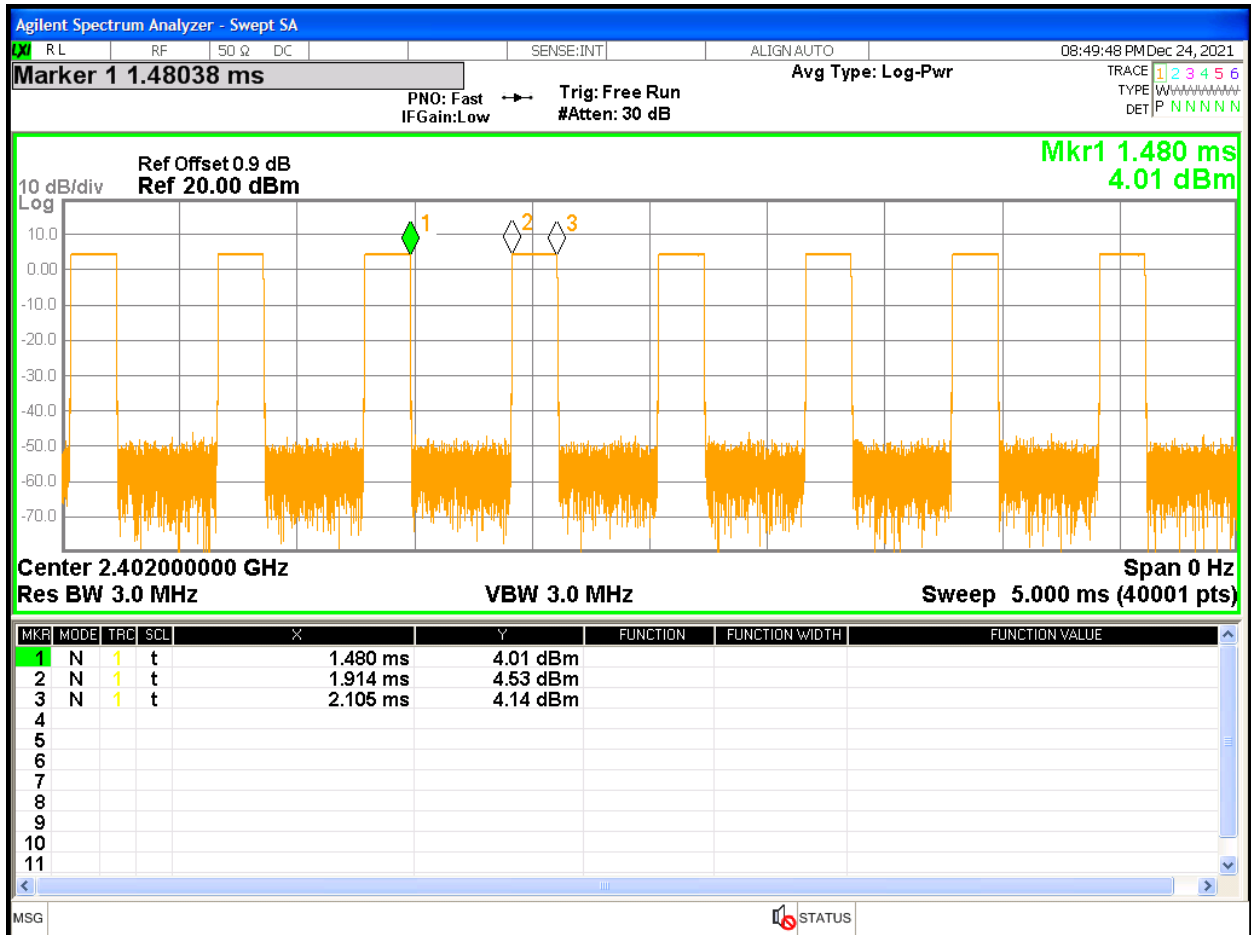 Agilent Spectrum Analyzer - Swept SA
LXI RL RF 50 Ω DC SENSE:INT ALIGN AUTO 08:49:48 PM Dec 24, 2021
Marker 1 1.48038 ms
PNO: Fast
IFGain:Low
Trig: Free Run
#Atten: 30 dB
Avg Type: Log-Pwr
TRACE 1 2 3 4 5 6
TYPE WWWWWWW
DET P N N N N N
Mkr1 1.480 ms
4.01 dBm
Ref Offset 0.9 dB
10 dB/div Ref 20.00 dBm
Log
1 2 3
10.0
0.00
-10.0
-20.0
-30.0
-40.0
-50.0
-60.0
-70.0
Center 2.402000000 GHz Span 0 Hz
Res BW 3.0 MHz VBW 3.0 MHz Sweep 5.000 ms (40001 pts)
MKR MODE TRC SCL X Y FUNCTION FUNCTION WIDTH FUNCTION VALUE
1 N 1 t 1.480 ms 4.01 dBm
2 N 1 t 1.914 ms 4.53 dBm
3 N 1 t 2.105 ms 4.14 dBm
4
5
6
7
8
9
10
11
MSG STATUS